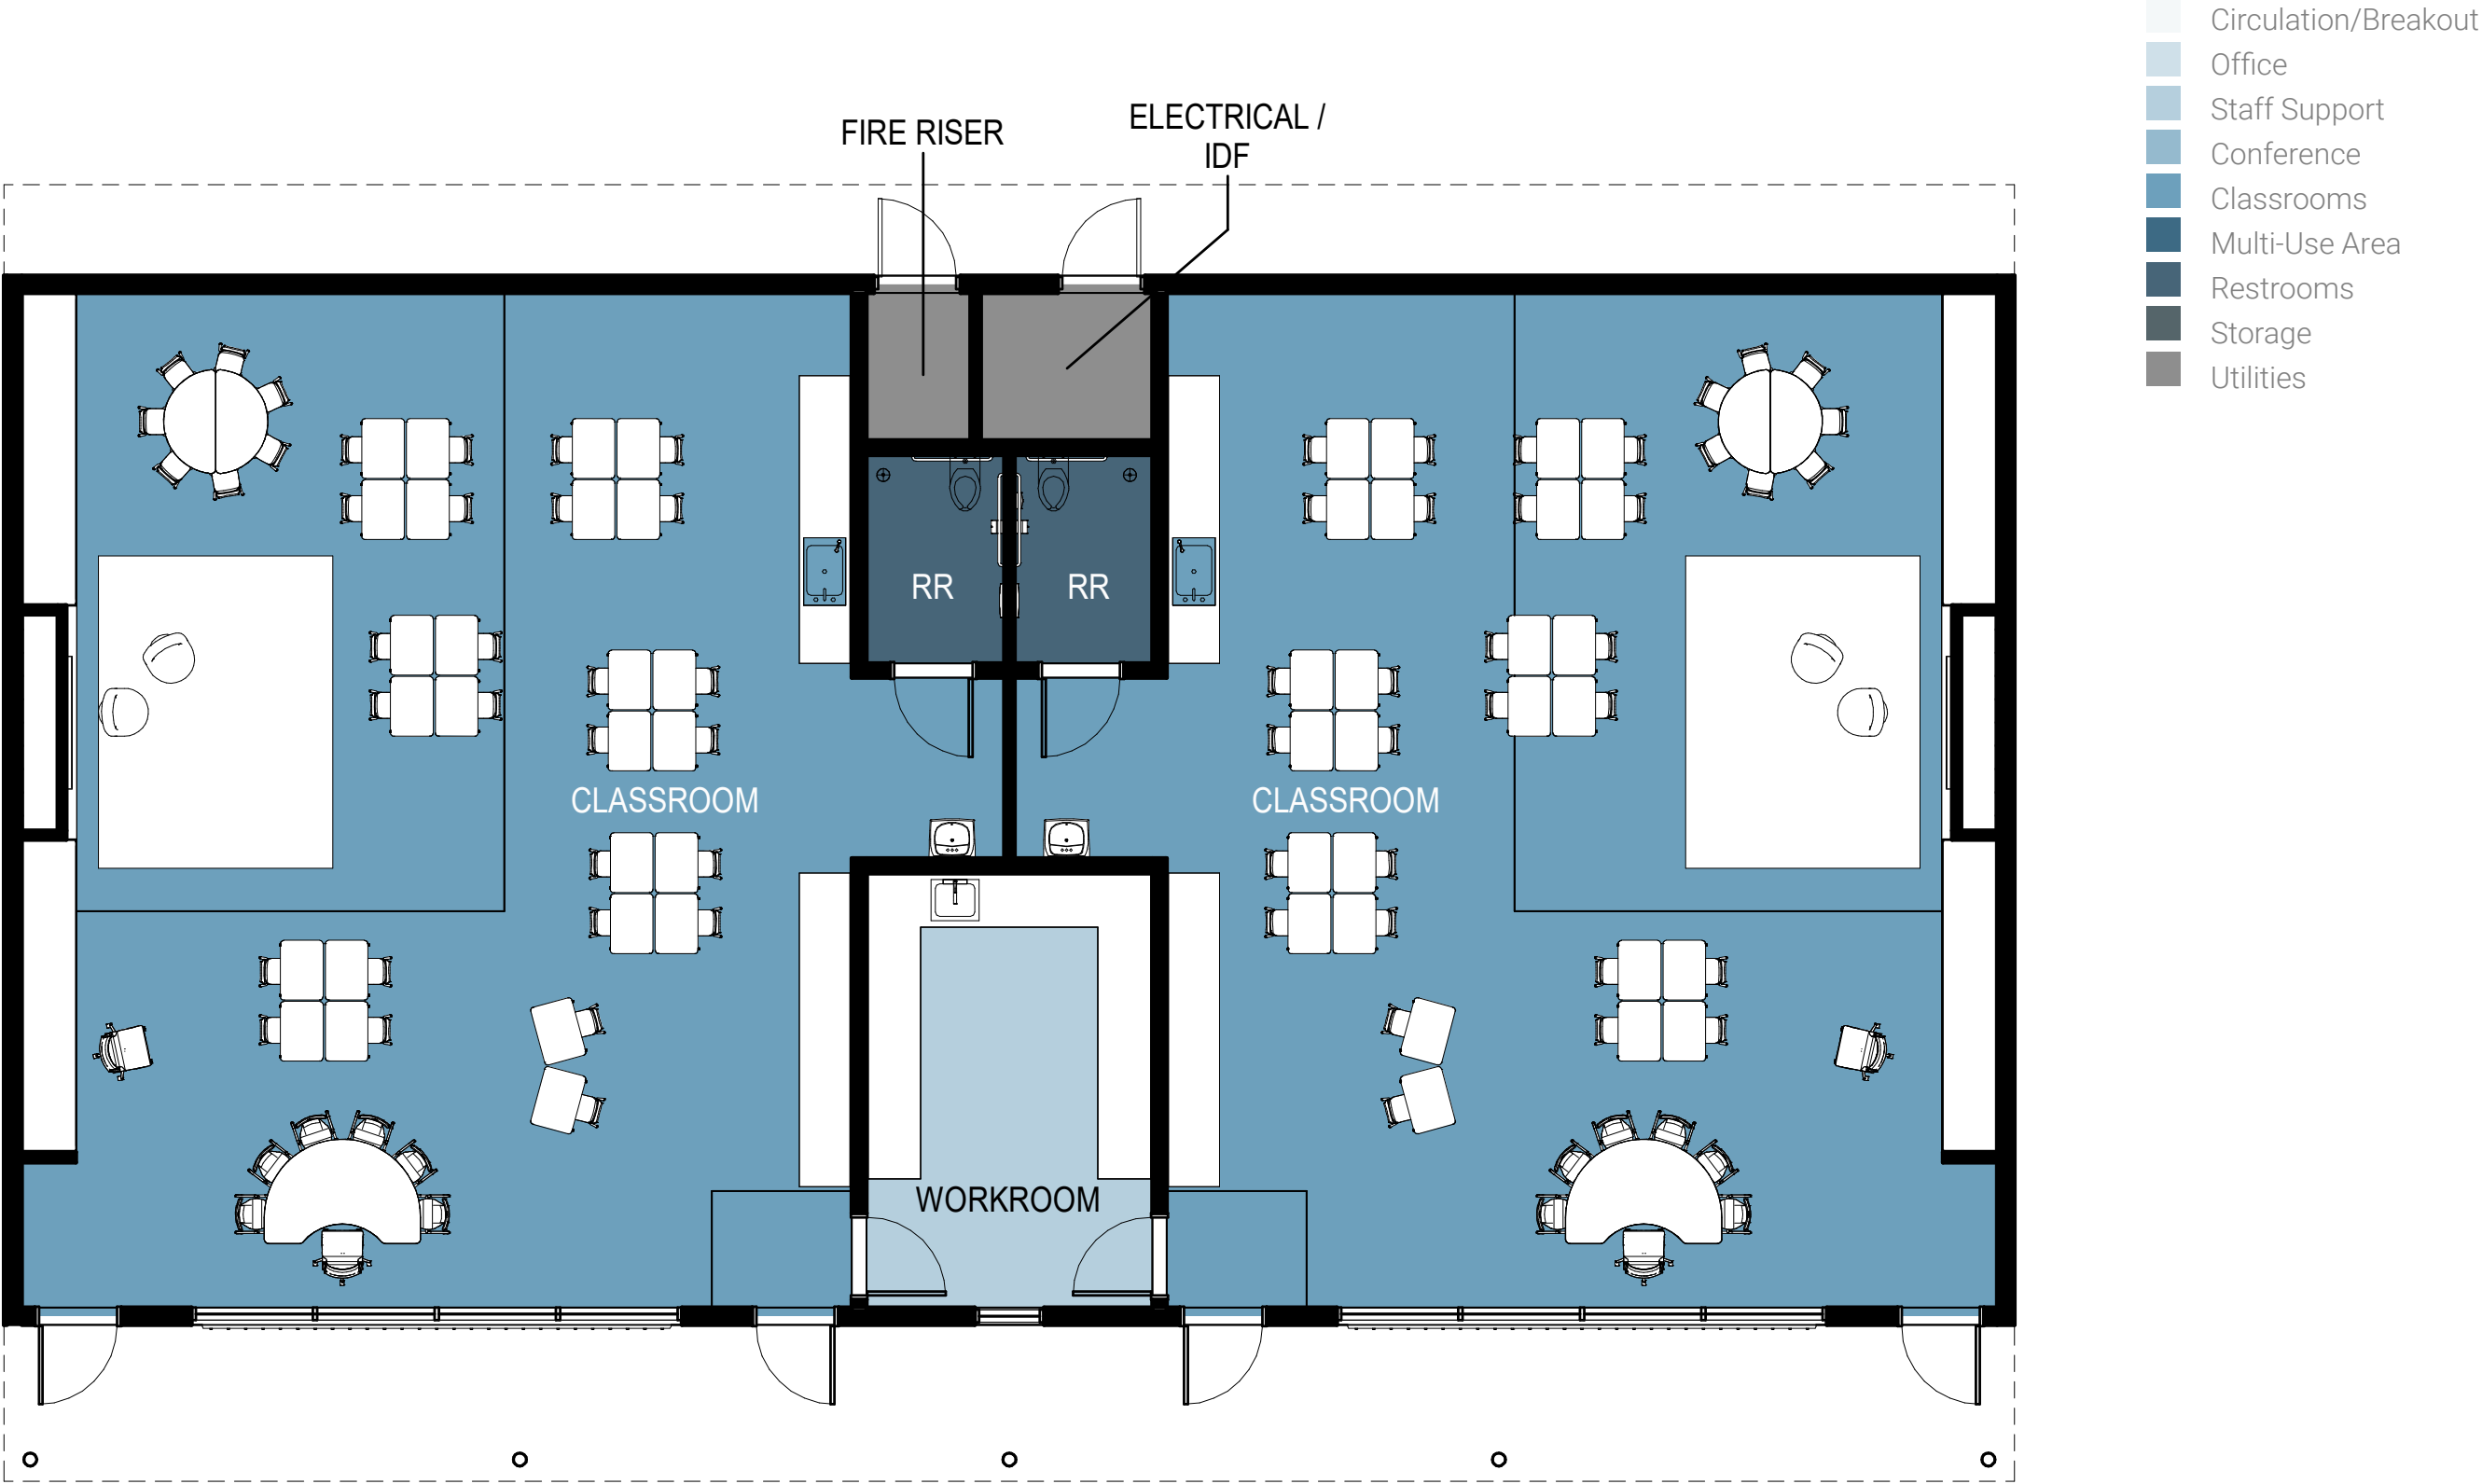 Circulation/Breakout
Office
Staff Support
Conference
Classrooms
Multi-Use Area
Restrooms
Storage
Utilities
FIRE RISER
ELECTRICAL /
IDF
RR
RR
CLASSROOM
CLASSROOM
WORKROOM